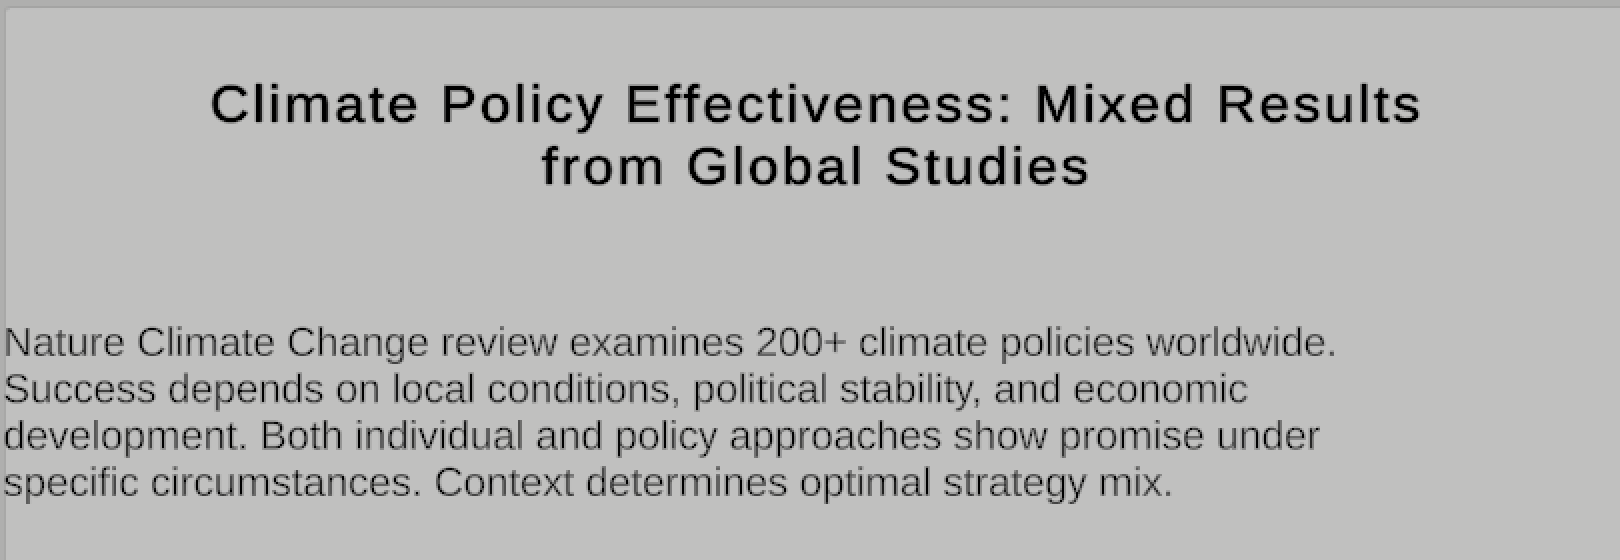 Climate Policy Effectiveness: Mixed Results
from Global Studies
Nature Climate Change review examines 200+ climate policies worldwide.
Success depends on local conditions, political stability, and economic
development. Both individual and policy approaches show promise under
specific circumstances. Context determines optimal strategy mix.